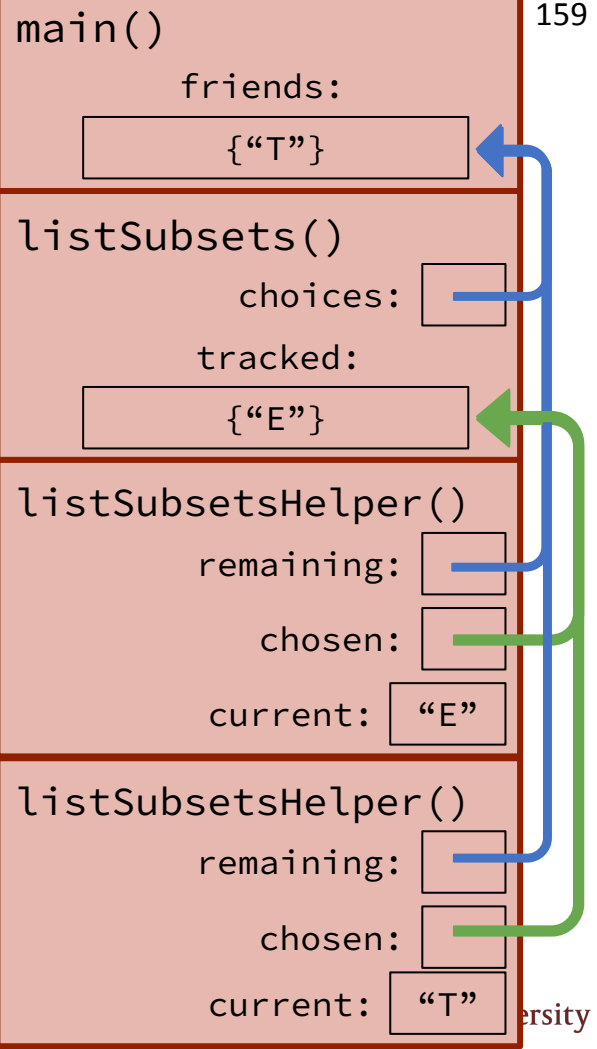 159
main()
friends:
{“T”}
listSubsets()
choices:
tracked:
{“E”}
listSubsetsHelper()
remaining:
chosen:
current: “E”
listSubsetsHelper()
remaining:
chosen:
current: “T”
ersity